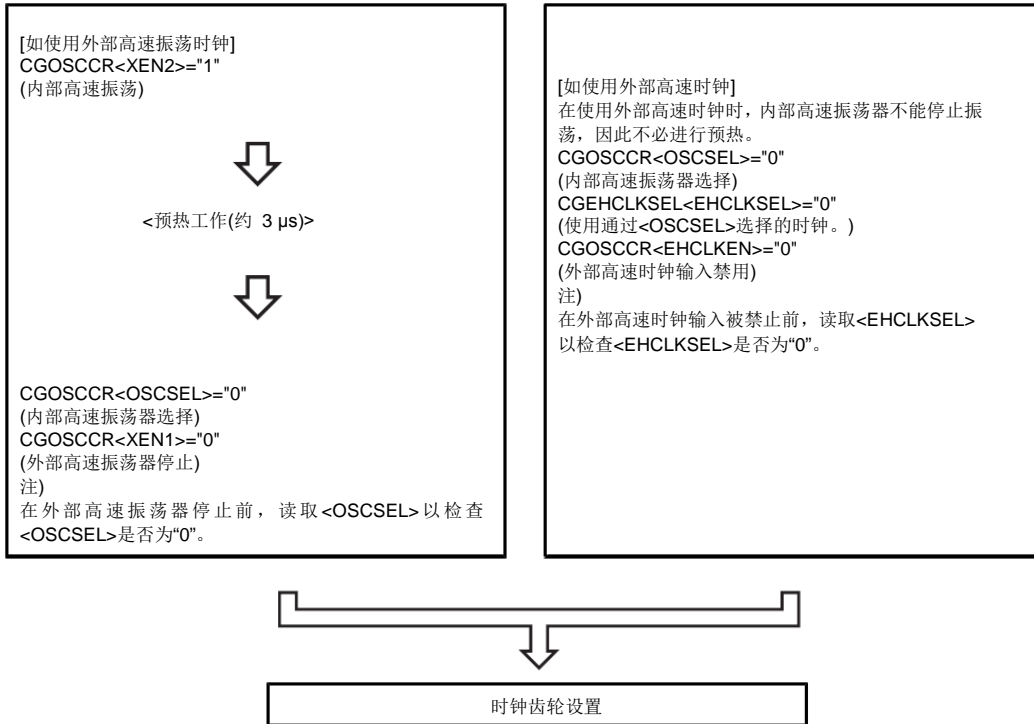 [如使用外部高速振荡时钟]
CGOSCCR<XEN2>="1"
(内部高速振荡)
<预热工作(约 3 µs)>
CGOSCCR<OSCSEL>="0"
(内部高速振荡器选择)
CGOSCCR<XEN1>="0"
(外部高速振荡器停止)
注)
在外部高速振荡器停止前，读取<OSCSEL>以检查
<OSCSEL>是否为“0”。
[如使用外部高速时钟]
在使用外部高速时钟时，内部高速振荡器不能停止振
荡，因此不必进行预热。
CGOSCCR<OSCSEL>="0"
(内部高速振荡器选择)
CGEHCLKSEL<EHCLKSEL>="0"
(使用通过<OSCSEL>选择的时钟。)
CGOSCCR<EHCLKEN>="0"
(外部高速时钟输入禁用)
注)
在外部高速时钟输入被禁止前，读取<EHCLKSEL>
以检查<EHCLKSEL>是否为“0”。
时钟齿轮设置